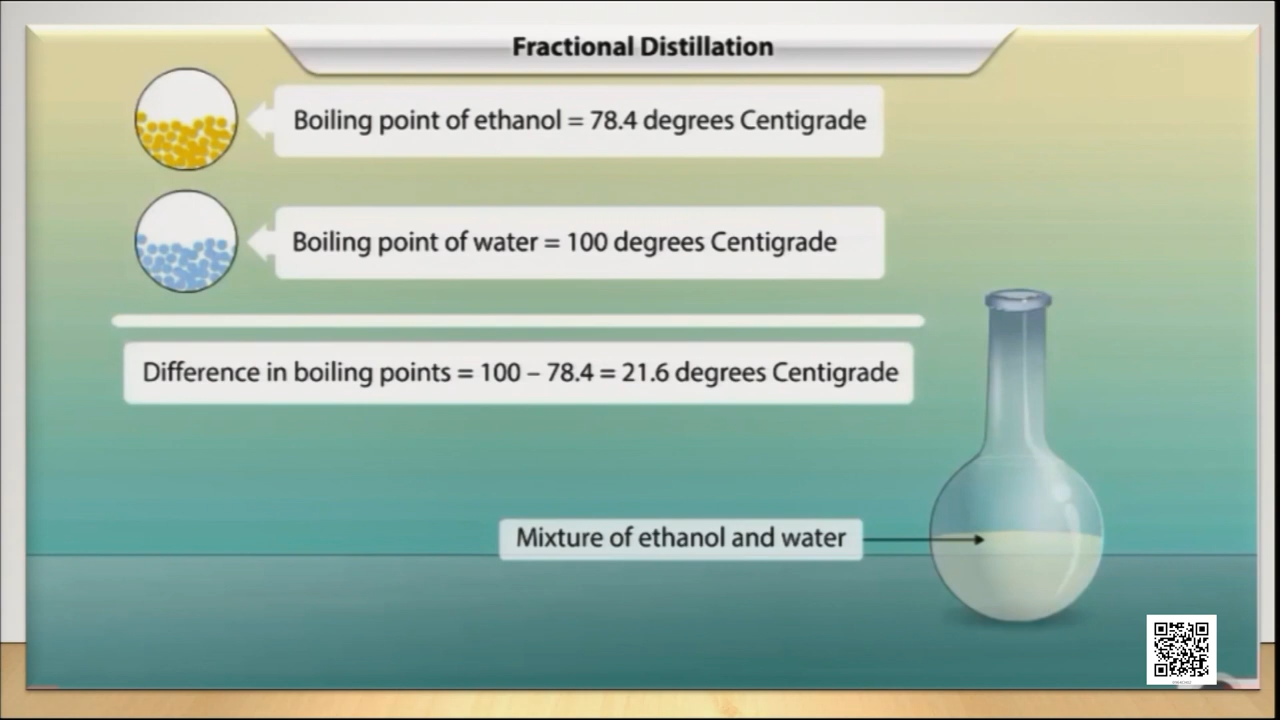 Fractional Distillation
Boiling point of ethanol = 78.4 degrees Centigrade
Boiling point of water = 100 degrees Centigrade
Difference in boiling points = 100 – 78.4 = 21.6 degrees Centigrade
Mixture of ethanol and water